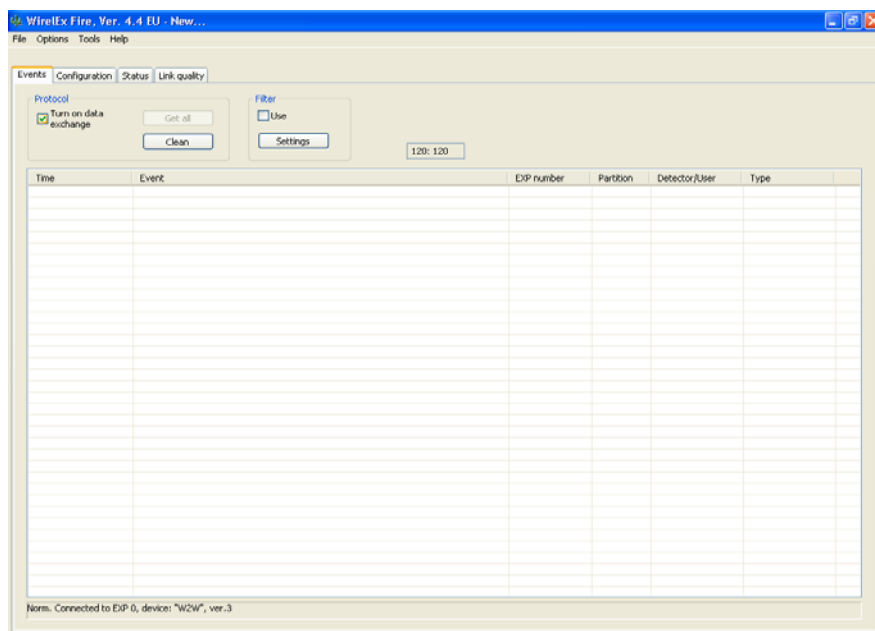 WirelEx Fire, Ver. 4.4 EU - New...
File Options Tools Help
Events Configuration Status Link quality
Protocol
Turn on data
exchange
Get all
Clean
Filter
Use
Settings
120: 120
Time Event EXP number Partition Detector/User Type
Norm. Connected to EXP 0, device: "W2W", ver.3